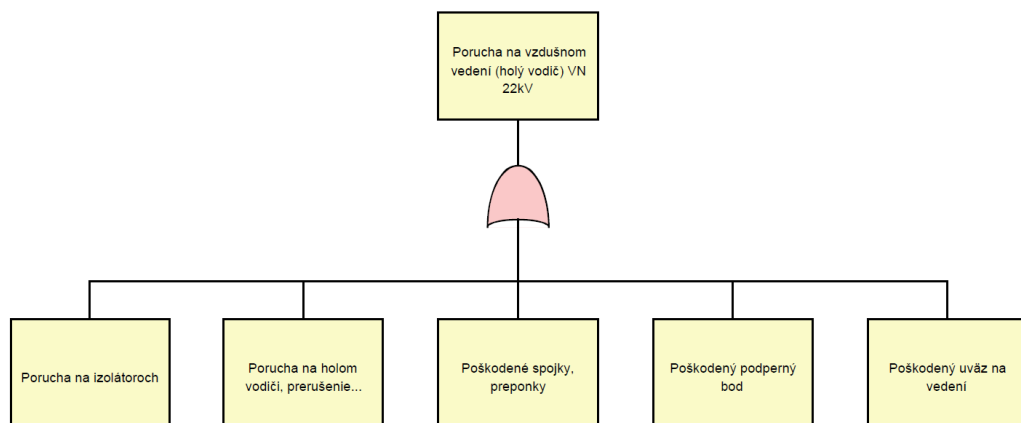 Porucha na vzdušnom
vedení (holý vodič) VN
22kV
Porucha na izolátoroch
Porucha na holom
vodiči, prerušenie...
Poškodené spojky,
preponky
Poškodený podperný
bod
Poškodený uväz na
vedení